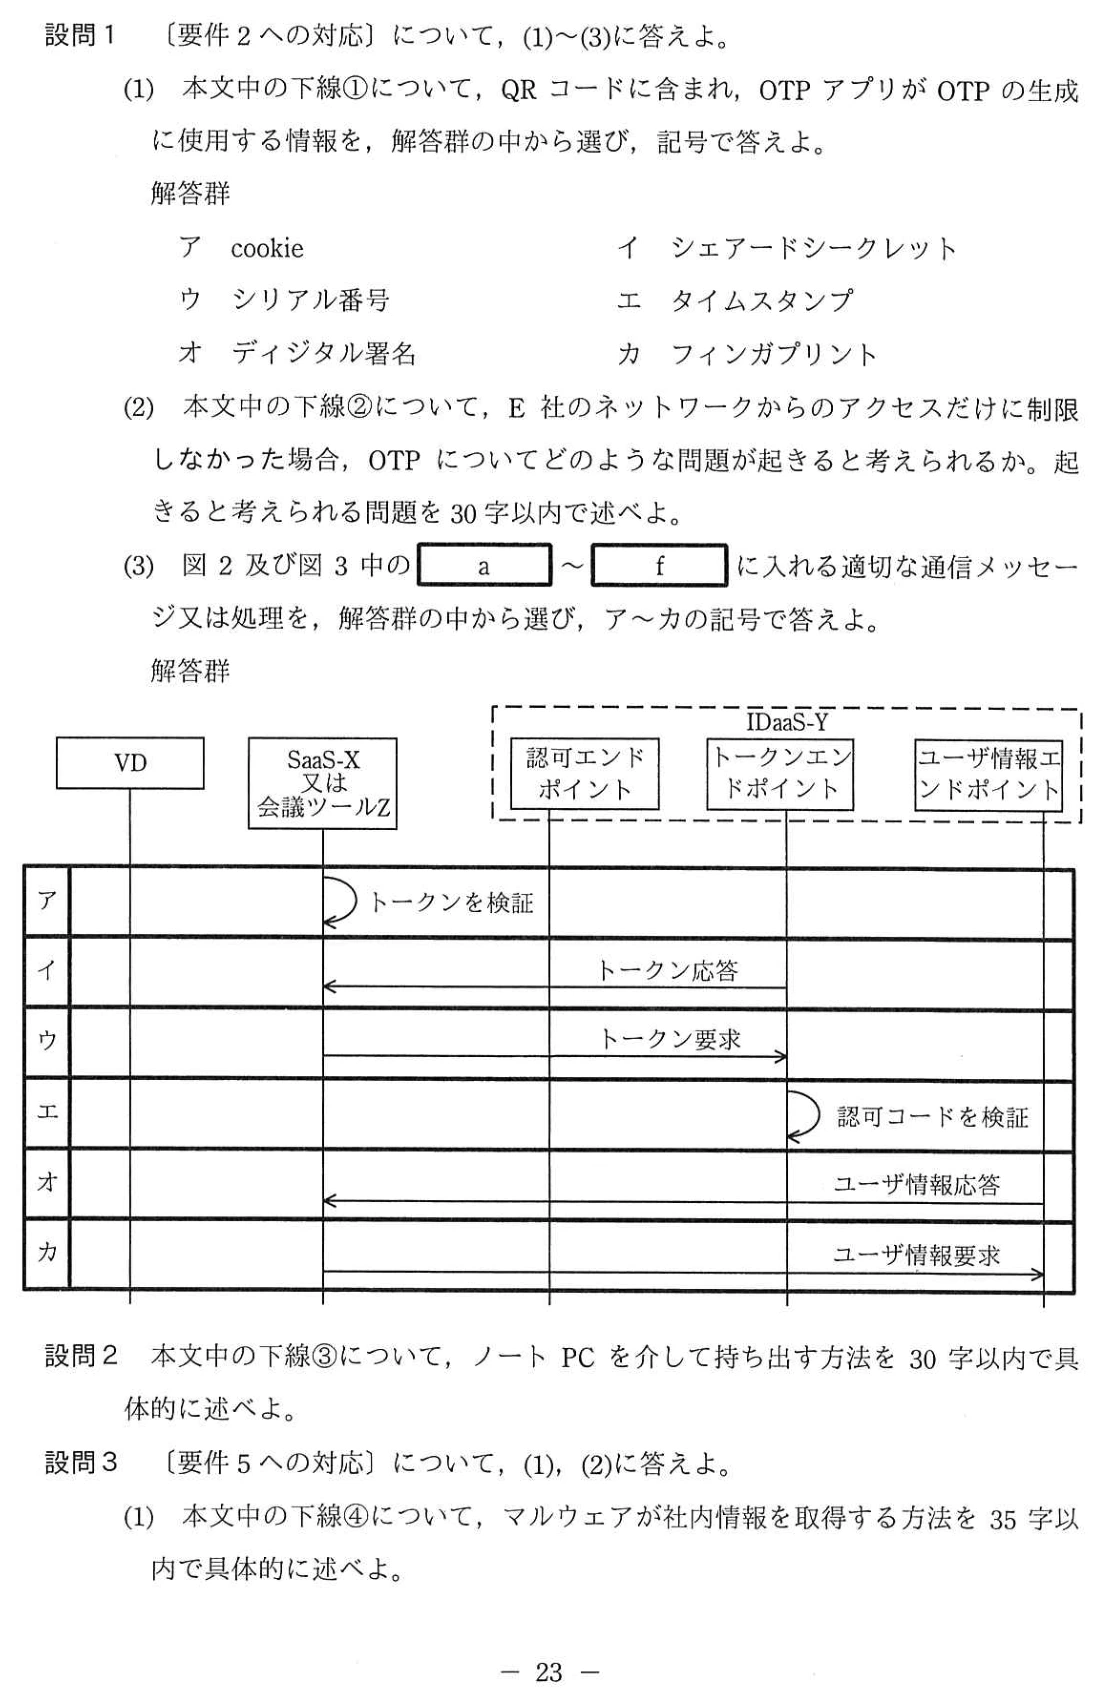 設問1 〔要件2への対応〕について，(1)～(3)に答えよ。
(1) 本文中の下線①について，QR コードに含まれ，OTP アプリが OTP の生成
に使用する情報を，解答群の中から選び，記号で答えよ。
解答群
ア cookie イ シェアードシークレット
ウ シリアル番号 エ タイムスタンプ
オ ディジタル署名 カ フィンガプリント
(2) 本文中の下線②について，E 社のネットワークからのアクセスだけに制限
しなかった場合，OTP についてどのような問題が起きると考えられるか。起
きると考えられる問題を 30 字以内で述べよ。
(3) 図 2 及び図 3 中の a ～ f に入れる適切な通信メッセー
ジ又は処理を，解答群の中から選び，ア～カの記号で答えよ。
解答群
IDaaS-Y
VD
SaaS-X
又は
会議ツールZ
認可エンド
ポイント
トークンエン
ドポイント
ユーザ情報エ
ンドポイント
ア トークンを検証
イ トークン応答
ウ トークン要求
エ 認可コードを検証
オ ユーザ情報応答
カ ユーザ情報要求
設問2 本文中の下線③について，ノート PC を介して持ち出す方法を 30 字以内で具
体的に述べよ。
設問3 〔要件5への対応〕について，(1)，(2)に答えよ。
(1) 本文中の下線④について，マルウェアが社内情報を取得する方法を 35 字以
内で具体的に述べよ。
－ 23 －